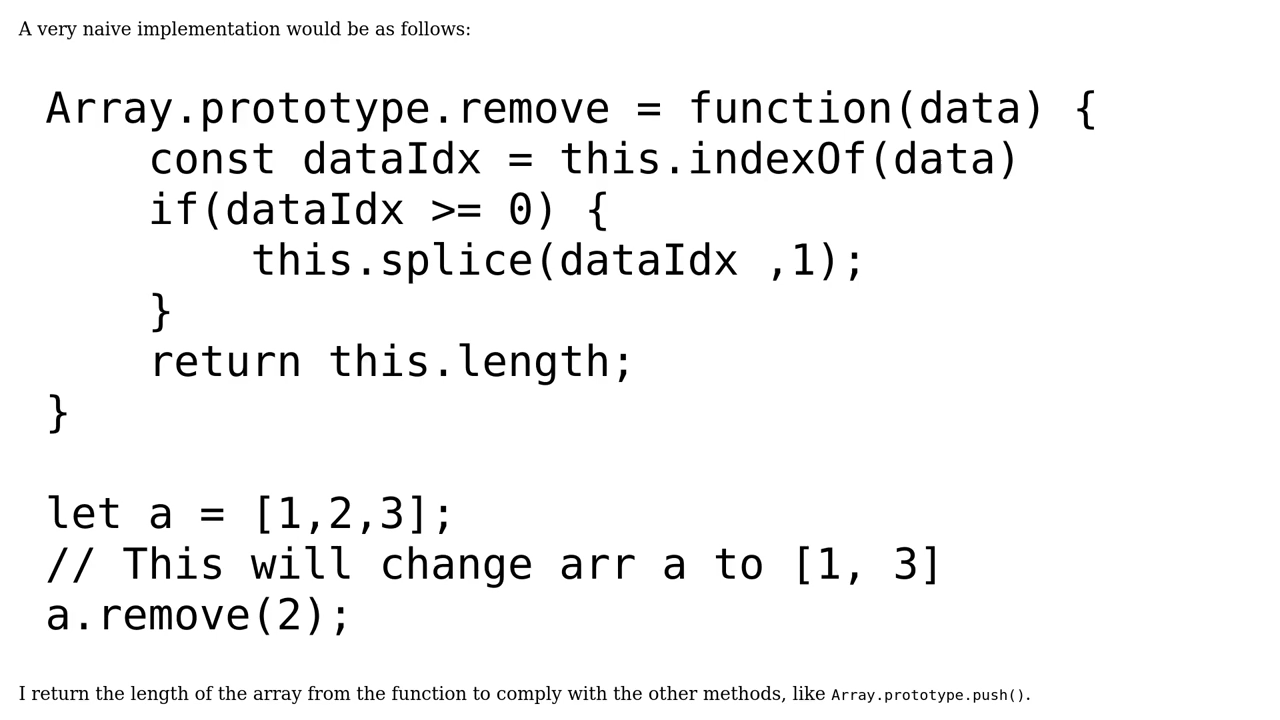 A very naive implementation would be as follows:
Array.prototype.remove = function(data) {
    const dataIdx = this.indexOf(data)
    if(dataIdx >= 0) {
        this.splice(dataIdx ,1);
    }
    return this.length;
}
let a = [1,2,3];
// This will change arr a to [1, 3]
a.remove(2);
I return the length of the array from the function to comply with the other methods, like Array.prototype.push().